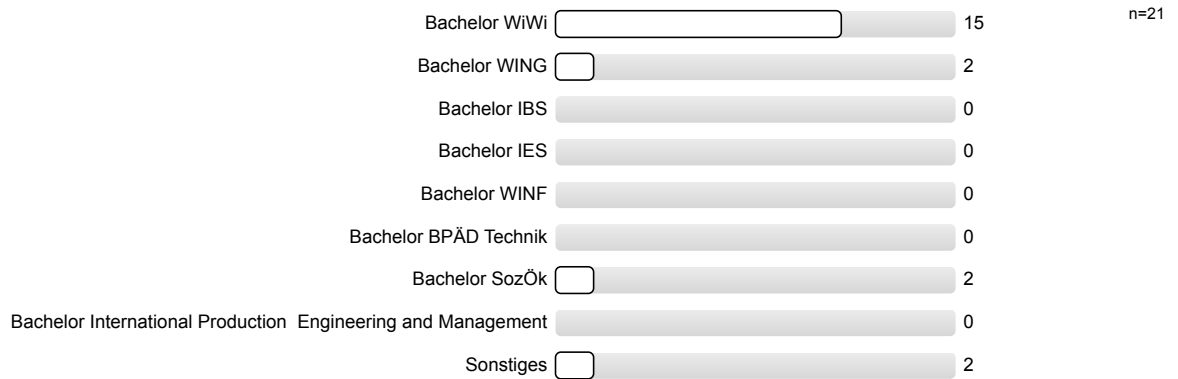 Bachelor WiWi 15 n=21
Bachelor WING 2
Bachelor IBS 0
Bachelor IES 0
Bachelor WINF 0
Bachelor BPÄD Technik 0
Bachelor SozÖk 2
Bachelor International Production  Engineering and Management 0
Sonstiges 2